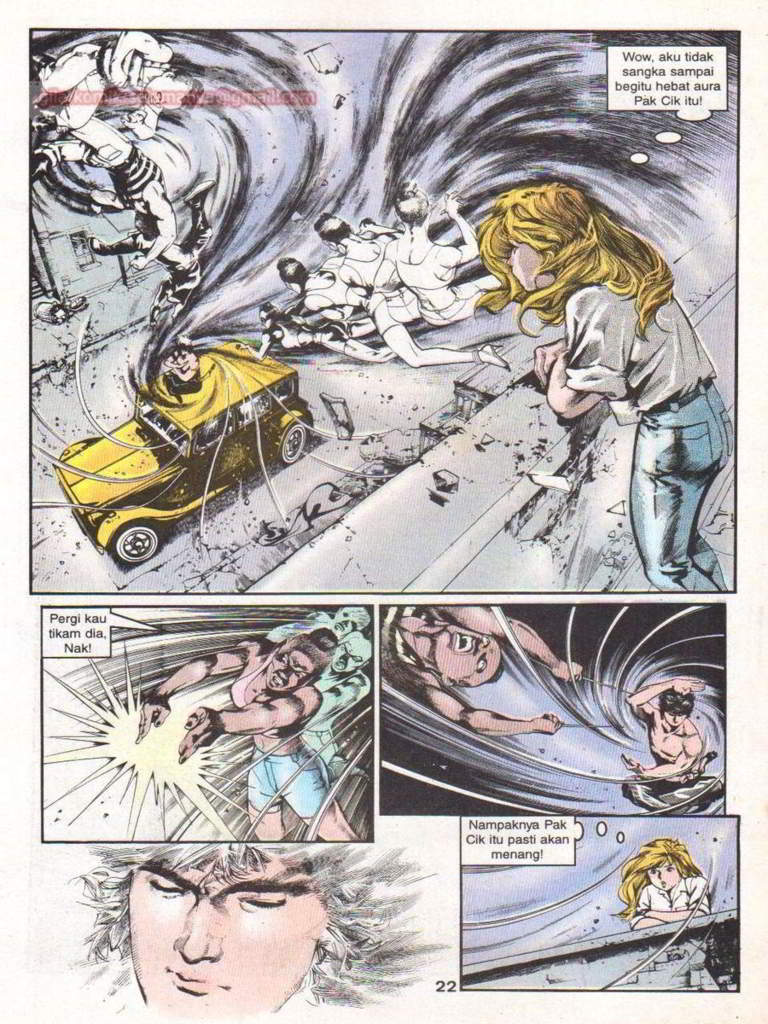 Wow, aku tidak
sangka sampai
begitu hebat aura
Pak Cik itu!
Pergi kau
tikam dia,
Nak!
Nampaknya Pak
Cik itu pasti akan
menang!
22